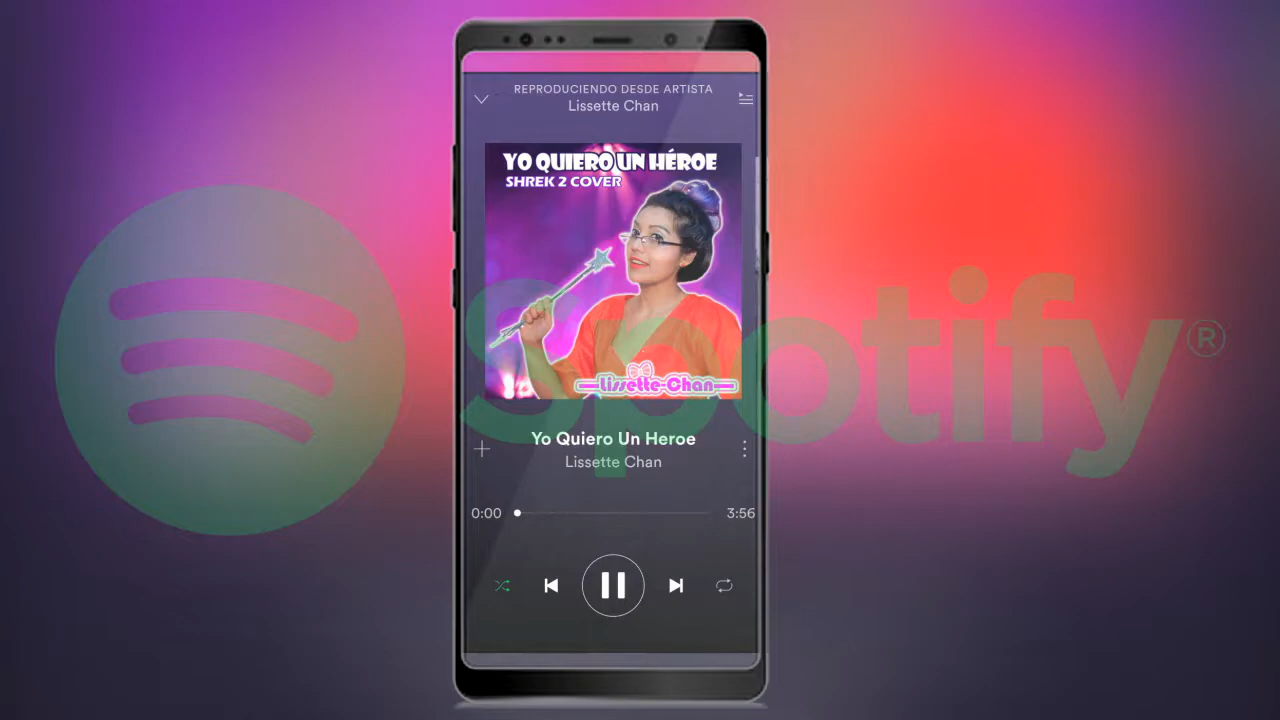 REPRODUCIENDO DESDE ARTISTA
Lissette Chan
YO QUIERO UN HÉROE
SHREK 2 COVER
Lissette-Chan
Spotify®
Yo Quiero Un Heroe
Lissette Chan
0:00 3:56